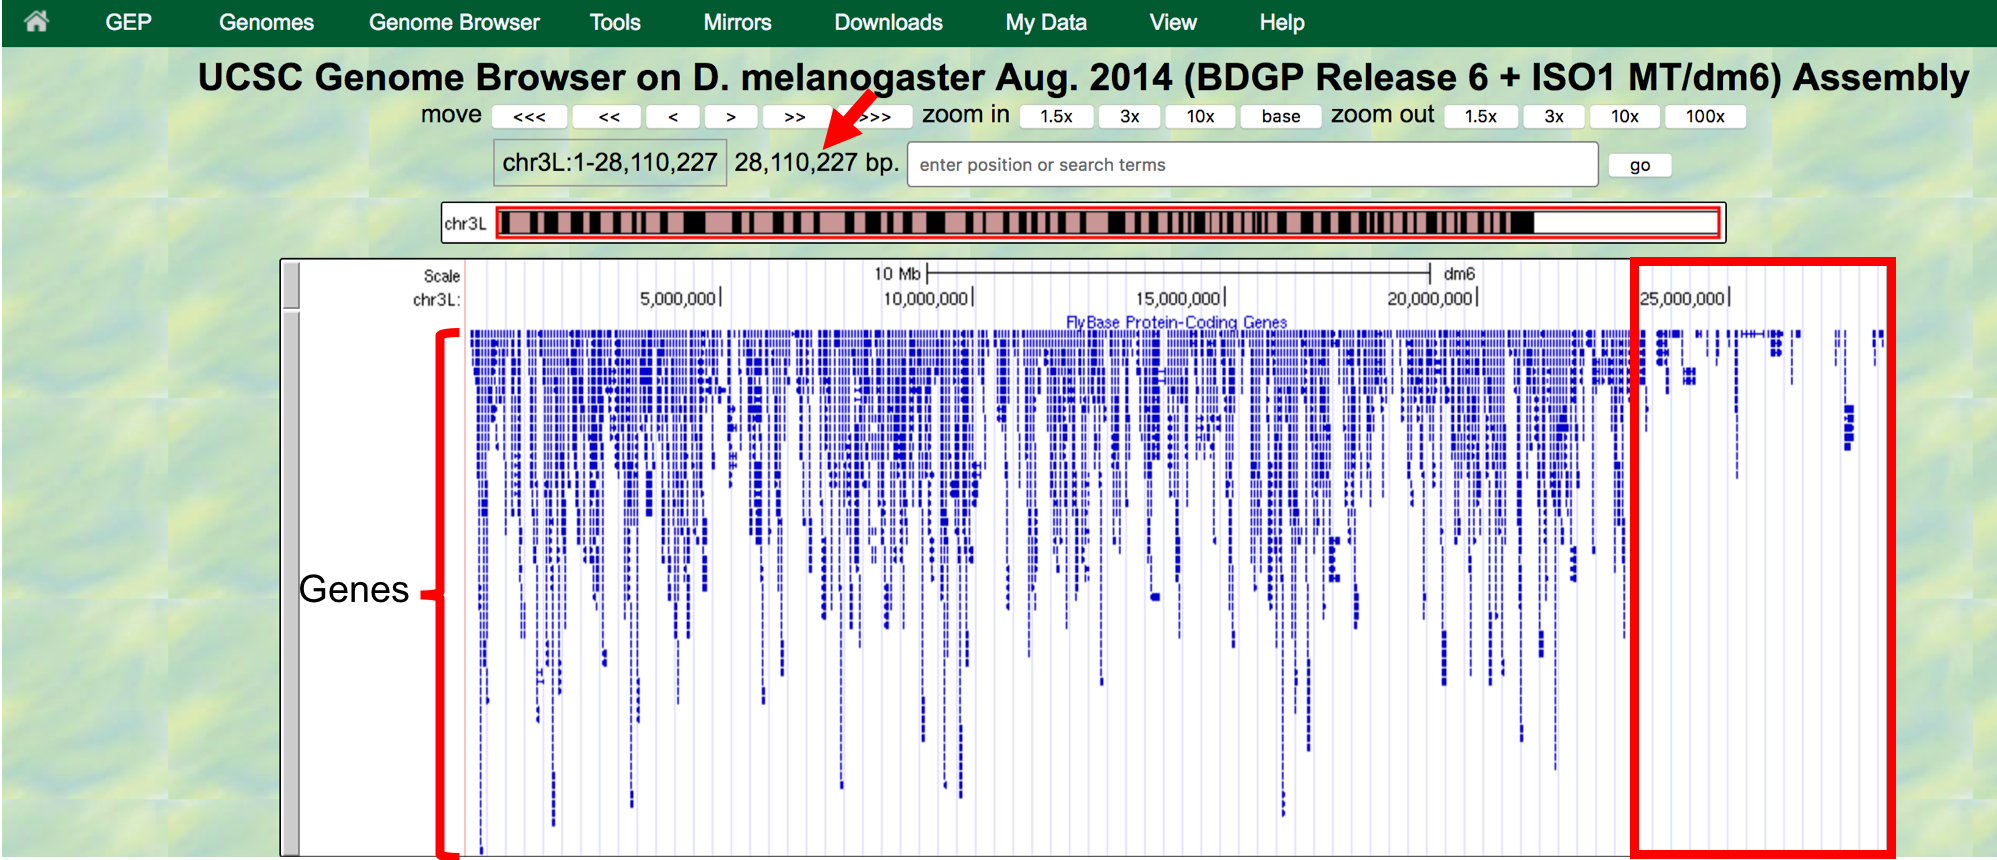 GEP Genomes Genome Browser Tools Mirrors Downloads My Data View Help
UCSC Genome Browser on D. melanogaster Aug. 2014 (BDGP Release 6 + ISO1 MT/dm6) Assembly
move <<< << < > >> >>> zoom in 1.5x 3x 10x base zoom out 1.5x 3x 10x 100x
chr3L:1-28,110,227 28,110,227 bp. enter position or search terms go
chr3L
Scale 10 Mb dm6
chr3L: 5,000,000 10,000,000 15,000,000 20,000,000 25,000,000
FlyBase Protein-Coding Genes
Genes